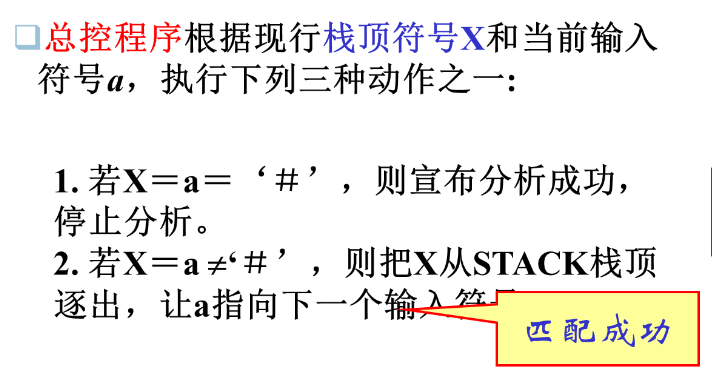 总控程序根据现行栈顶符号X和当前输入
符号a，执行下列三种动作之一:
1. 若X＝a＝‘＃’，则宣布分析成功，
停止分析。
2. 若X＝a ≠‘＃’，则把X从STACK栈顶
逐出，让a指向下一个输入符号
匹配成功